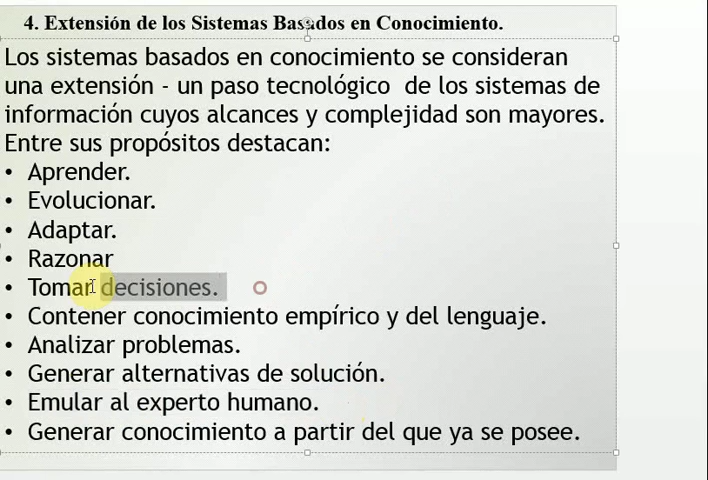 4. Extensión de los Sistemas Basados en Conocimiento.
Los sistemas basados en conocimiento se consideran
una extensión - un paso tecnológico de los sistemas de
información cuyos alcances y complejidad son mayores.
Entre sus propósitos destacan:
• Aprender.
• Evolucionar.
• Adaptar.
• Razonar
• Tomar decisiones.
• Contener conocimiento empírico y del lenguaje.
• Analizar problemas.
• Generar alternativas de solución.
• Emular al experto humano.
• Generar conocimiento a partir del que ya se posee.